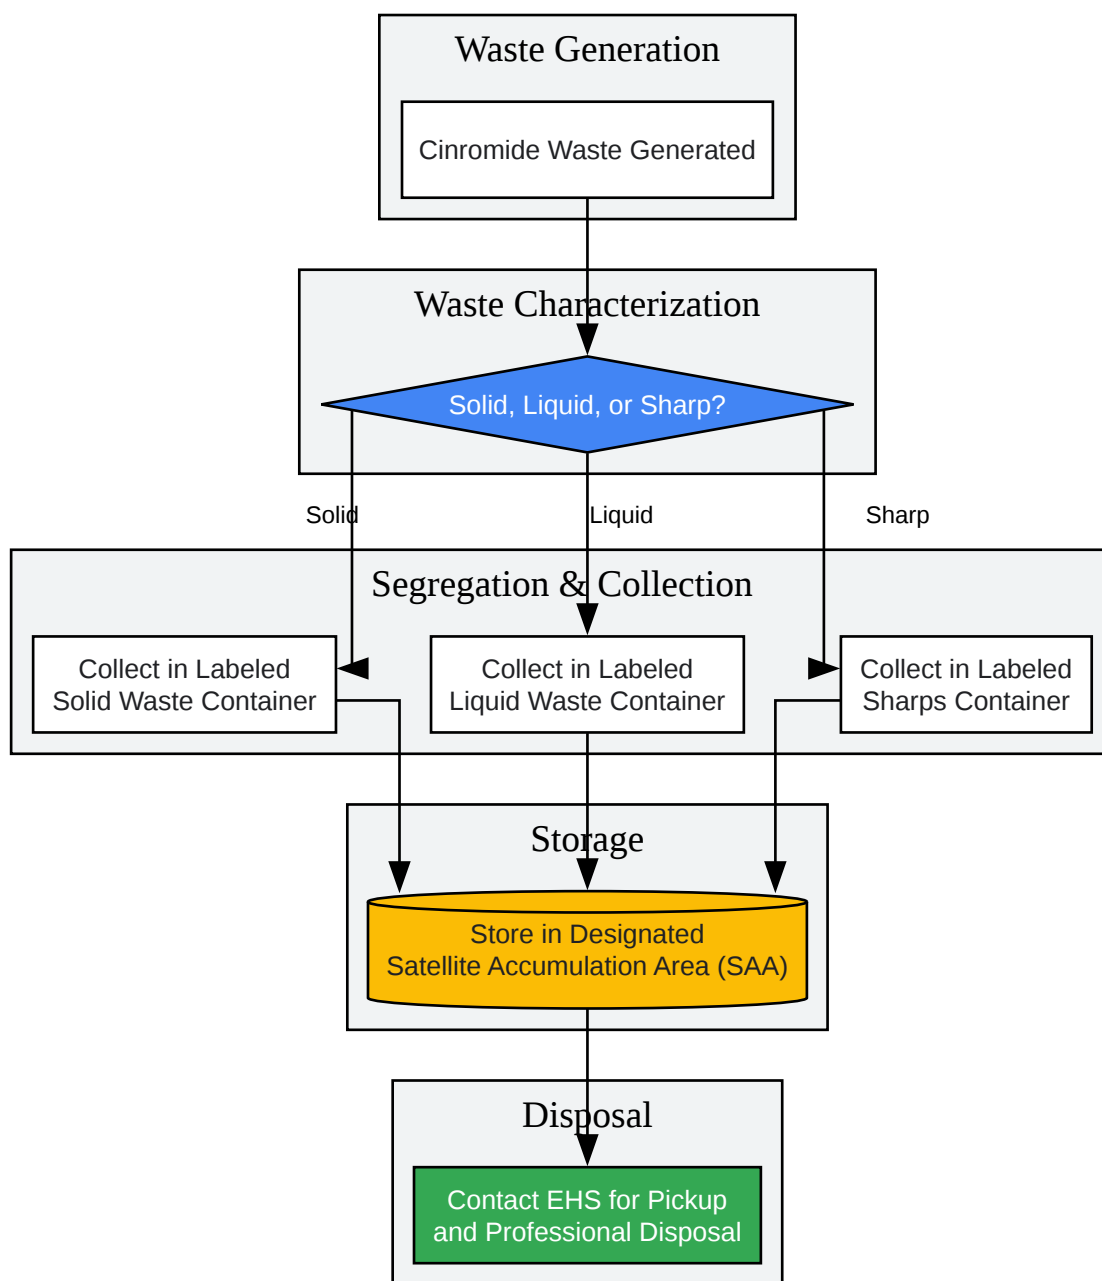 Waste Generation
Cinromide Waste Generated
Waste Characterization
Solid, Liquid, or Sharp?
Solid
Liquid
Sharp
Segregation & Collection
Collect in Labeled
Solid Waste Container
Collect in Labeled
Liquid Waste Container
Collect in Labeled
Sharps Container
Storage
Store in Designated
Satellite Accumulation Area (SAA)
Disposal
Contact EHS for Pickup
and Professional Disposal